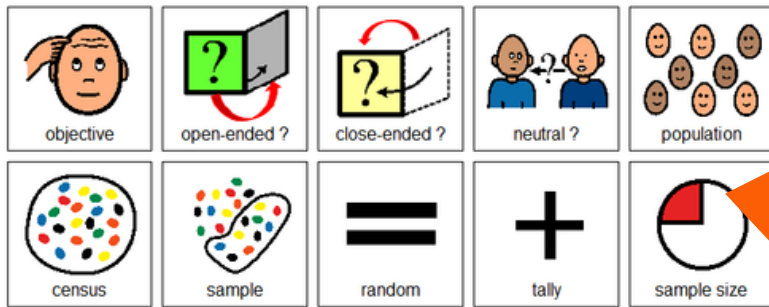 ?
?
?
?
objective
open-ended ?
close-ended ?
neutral ?
population
census
sample
random
tally
sample size